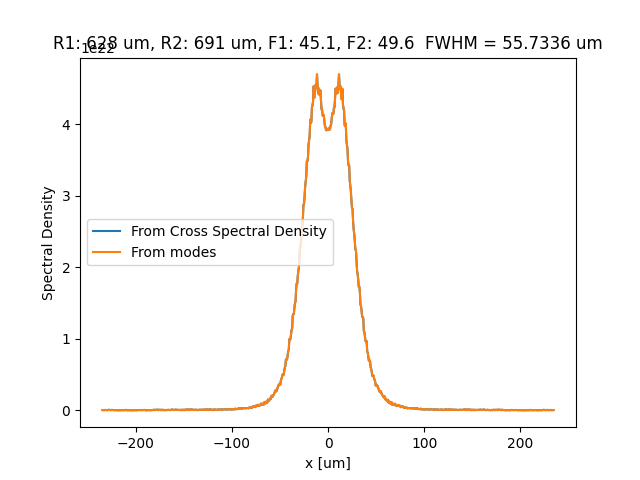 R1: 628 um, R2: 691 um, F1: 45.1, F2: 49.6  FWHM = 55.7336 um
1e22
4
3
2
1
0
Spectral Density
From Cross Spectral Density
From modes
−200
−100
0
100
200
x [um]